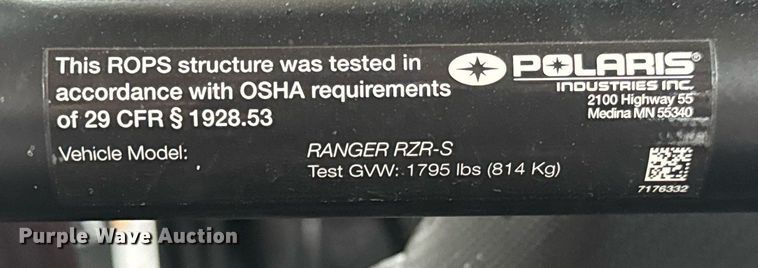 This ROPS structure was tested in
accordance with OSHA requirements
of 29 CFR § 1928.53
POLARIS®
INDUSTRIES INC.
2100 Highway 55
Medina MN 55340
Vehicle Model: RANGER RZR-S
Test GVW: 1795 lbs (814 Kg)
7176332
Purple Wave Auction